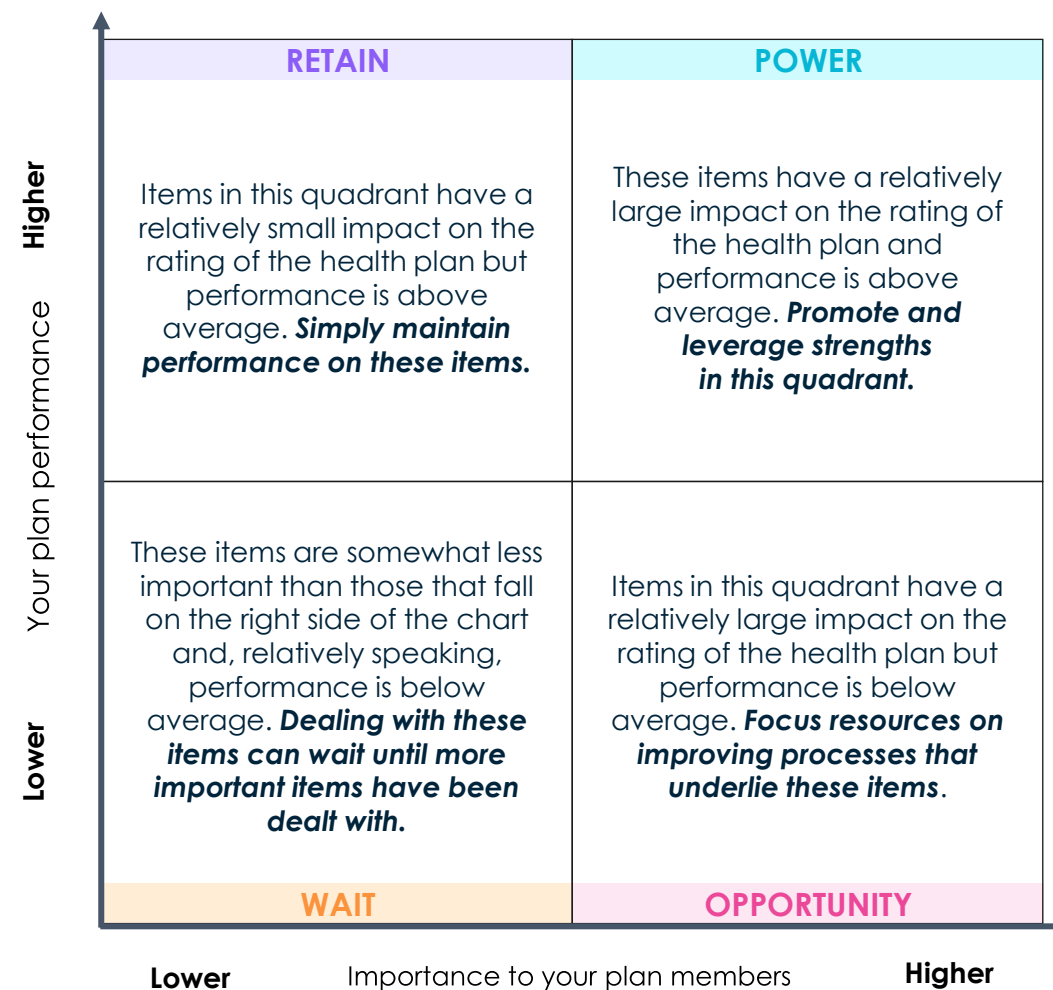 RETAIN
Items in this quadrant have a
relatively small impact on the
rating of the health plan but
performance is above
average. Simply maintain
performance on these items.
POWER
These items have a relatively
large impact on the rating of
the health plan and
performance is above
average. Promote and
leverage strengths
in this quadrant.
These items are somewhat less
important than those that fall
on the right side of the chart
and, relatively speaking,
performance is below
average. Dealing with these
items can wait until more
important items have been
dealt with.
WAIT
Items in this quadrant have a
relatively large impact on the
rating of the health plan but
performance is below
average. Focus resources on
improving processes that
underlie these items.
OPPORTUNITY
Lower Your plan performance Higher
Lower Importance to your plan members Higher